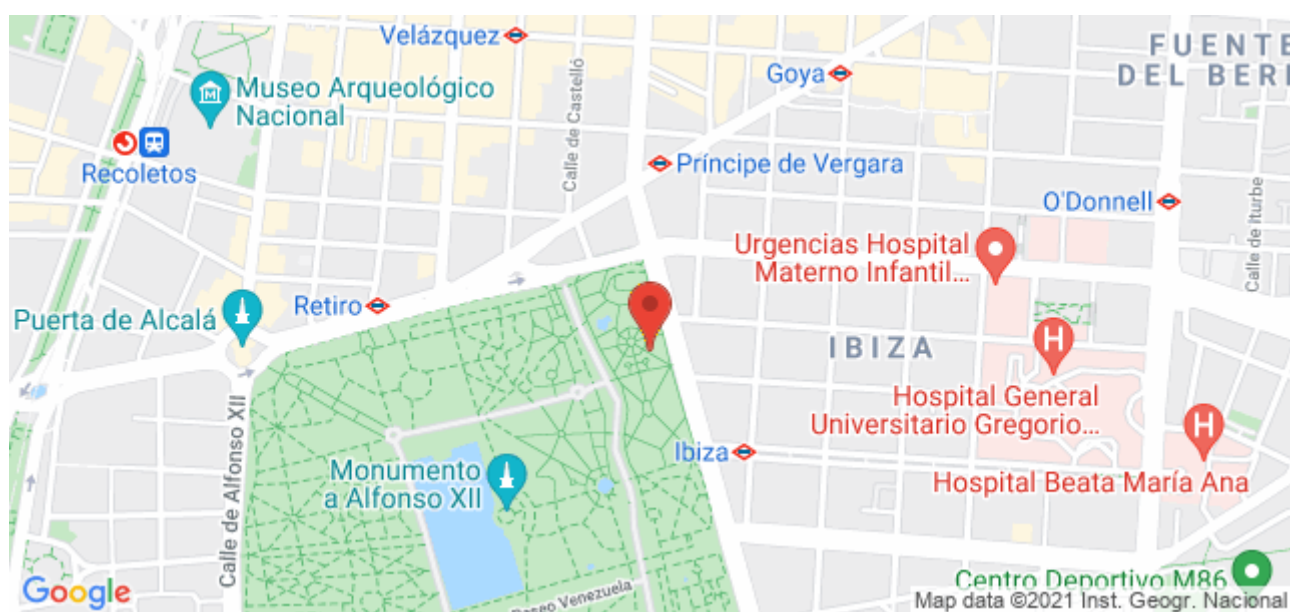 Velázquez
Calle de Castelló
Goya
FUENTE
DEL BERR
Museo Arqueológico
Nacional
Recoletos
Príncipe de Vergara
O'Donnell
Calle de Iturbe
Urgencias Hospital
Materno Infantil...
Retiro
Puerta de Alcalá
IBIZA
Hospital General
Universitario Gregorio...
Calle de Alfonso XII
Ibiza
Monumento
a Alfonso XII
Hospital Beata María Ana
Centro Deportivo M86
Paseo Venezuela
Google
Map data ©2021 Inst. Geogr. Nacional